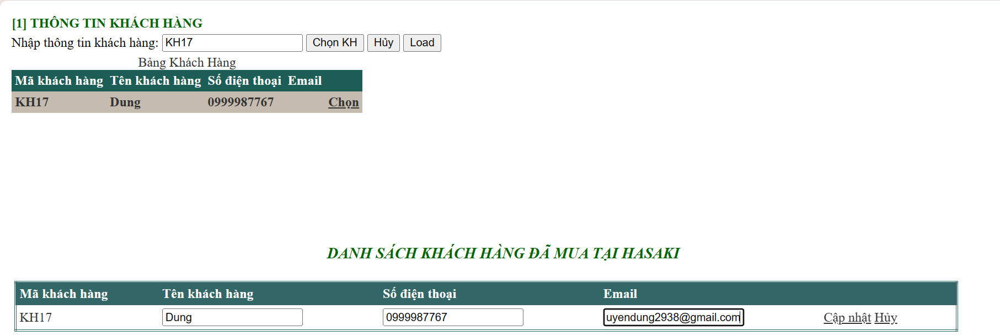 [1] THÔNG TIN KHÁCH HÀNG
Nhập thông tin khách hàng: KH17 Chọn KH Hủy Load
Bảng Khách Hàng
Mã khách hàng Tên khách hàng Số điện thoại Email
KH17 Dung 0999987767 Chọn
DANH SÁCH KHÁCH HÀNG ĐÃ MUA TẠI HASAKI
Mã khách hàng Tên khách hàng Số điện thoại Email
KH17 Dung 0999987767 uyendung2938@gmail.com Cập nhật Hủy